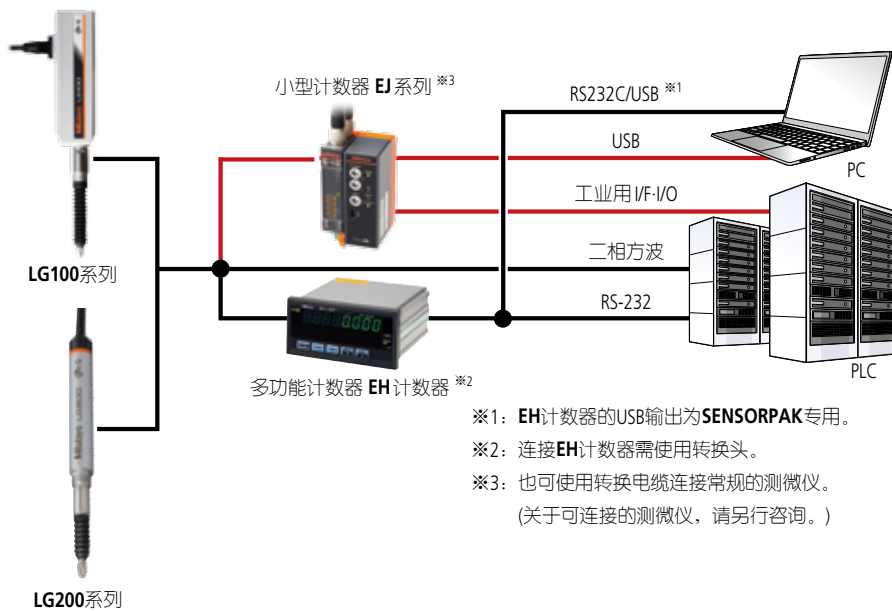 小型计数器 EJ系列 ※3
RS232C/USB ※1
USB
PC
工业用I/F·I/O
二相方波
LG100系列
RS-232
PLC
多功能计数器 EH计数器 ※2
※1：EH计数器的USB输出为SENSORPAK专用。
※2：连接EH计数器需使用转换头。
※3：也可使用转换电缆连接常规的测微仪。
(关于可连接的测微仪，请另行咨询。)
LG200系列
Mitutoyo
Mitutoyo
0.000